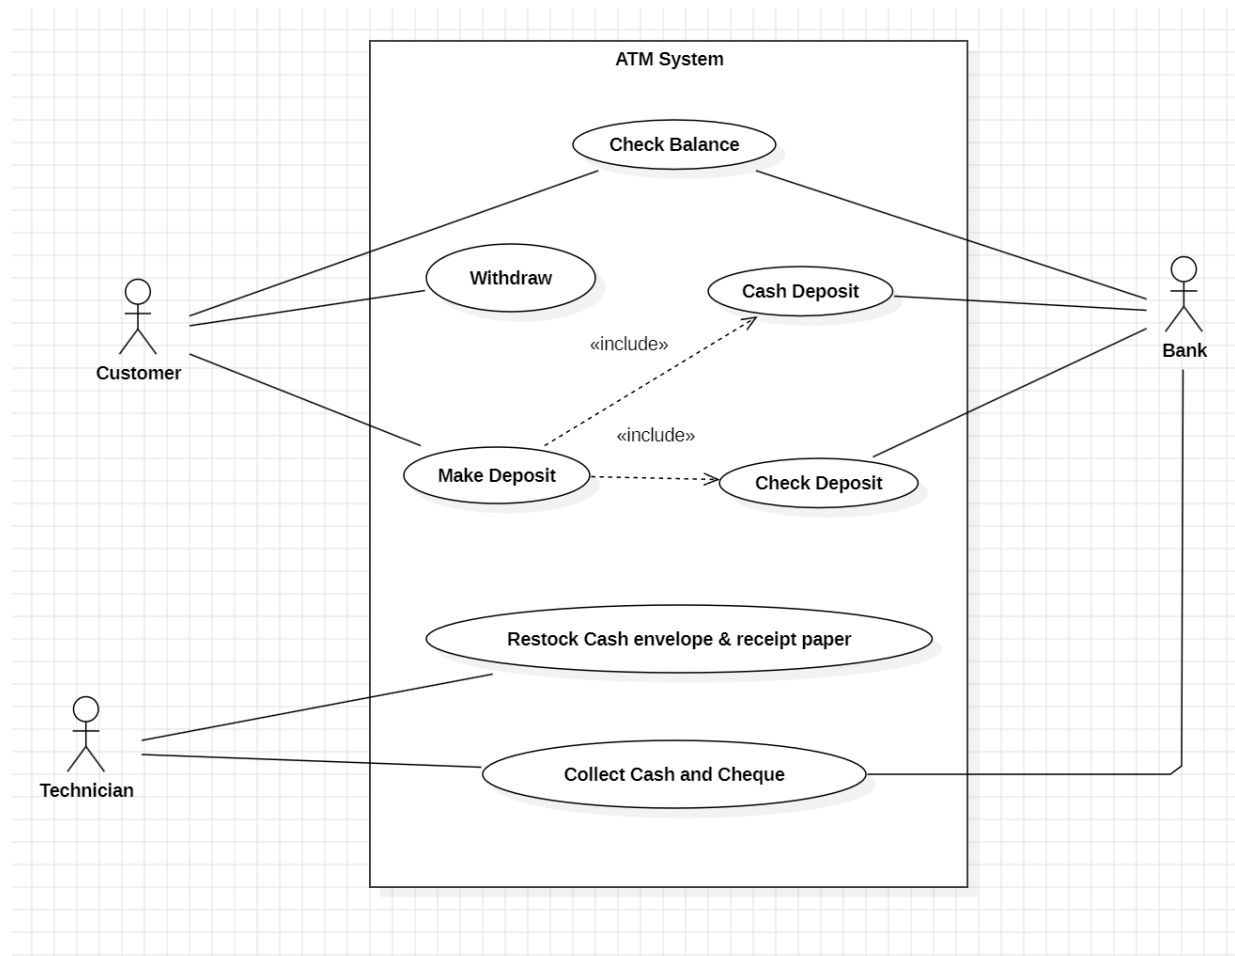 ATM System
Check Balance
Withdraw
Cash Deposit
«include»
Customer
Bank
«include»
Make Deposit
Check Deposit
Restock Cash envelope & receipt paper
Technician
Collect Cash and Cheque